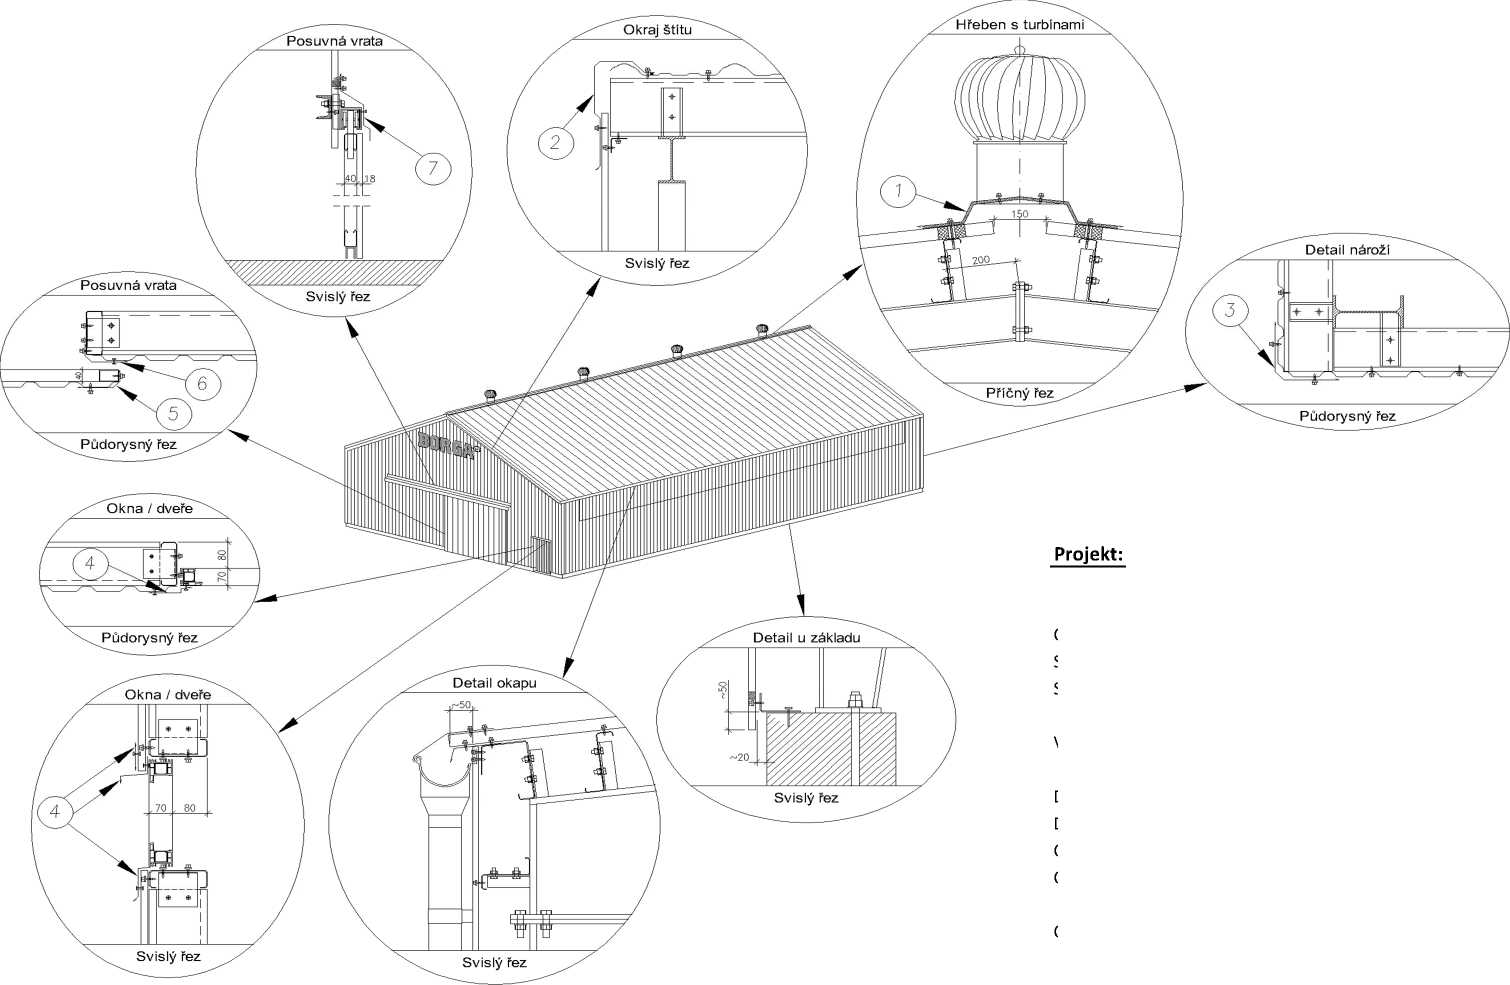 Posuvná vrata
7
40
18
Svislý řez
Okraj štítu
2
Svislý řez
Hřeben s turbínami
1
150
200
Příčný řez
Detail nároží
3
Půdorysný řez
Posuvná vrata
6
40
5
Půdorysný řez
BORGA
Okna / dveře
4
80
70
Půdorysný řez
Okna / dveře
4
70
80
Svislý řez
Detail okapu
~50
Svislý řez
Detail u základu
~50
~20
Svislý řez
Projekt: